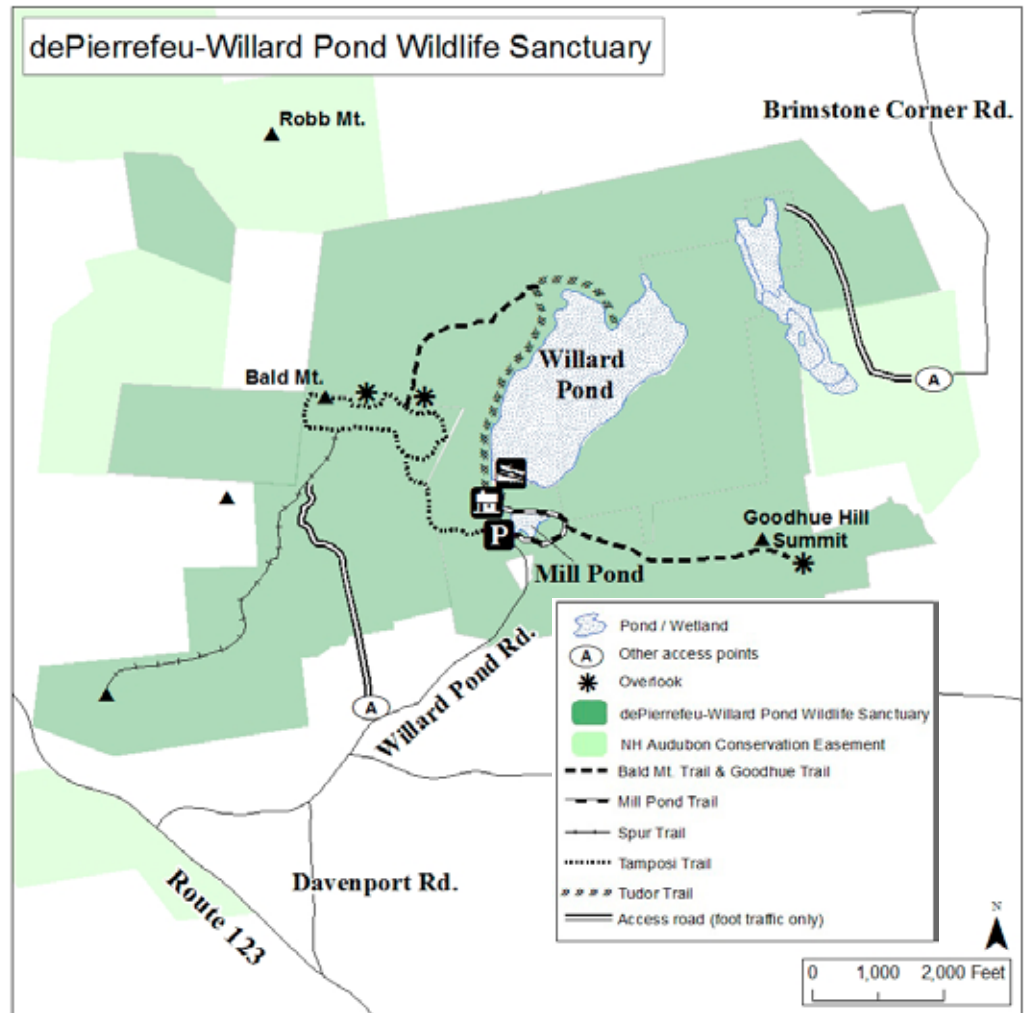 dePierrefeu-Willard Pond Wildlife Sanctuary
Robb Mt.
Brimstone Corner Rd.
Willard
Pond
Bald Mt.
A
P
Goodhue Hill
Summit
Mill Pond
Willard Pond Rd.
A
Pond / Wetland
A
Other access points
Overlook
dePierrefeu-Willard Pond Wildlife Sanctuary
NH Audubon Conservation Easement
Bald Mt. Trail & Goodhue Trail
Mill Pond Trail
Spur Trail
Tamposi Trail
Tudor Trail
Access road (foot traffic only)
Davenport Rd.
Route 123
N
0 1,000 2,000 Feet